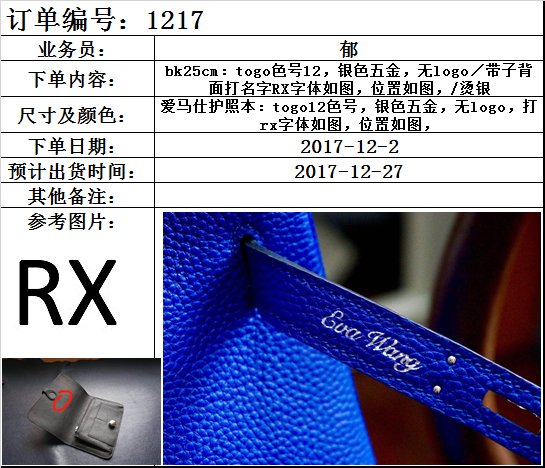 订单编号：1217
业务员：
郁
下单内容：
bk25cm：togo色号12，银色五金，无logo／带子背
面打名字RX字体如图，位置如图，/烫银
尺寸及颜色：
爱马仕护照本：togo12色号，银色五金，无logo，打
rx字体如图，位置如图，
下单日期：
2017-12-2
预计出货时间：
2017-12-27
其他备注：
参考图片：
RX
Eva Wang